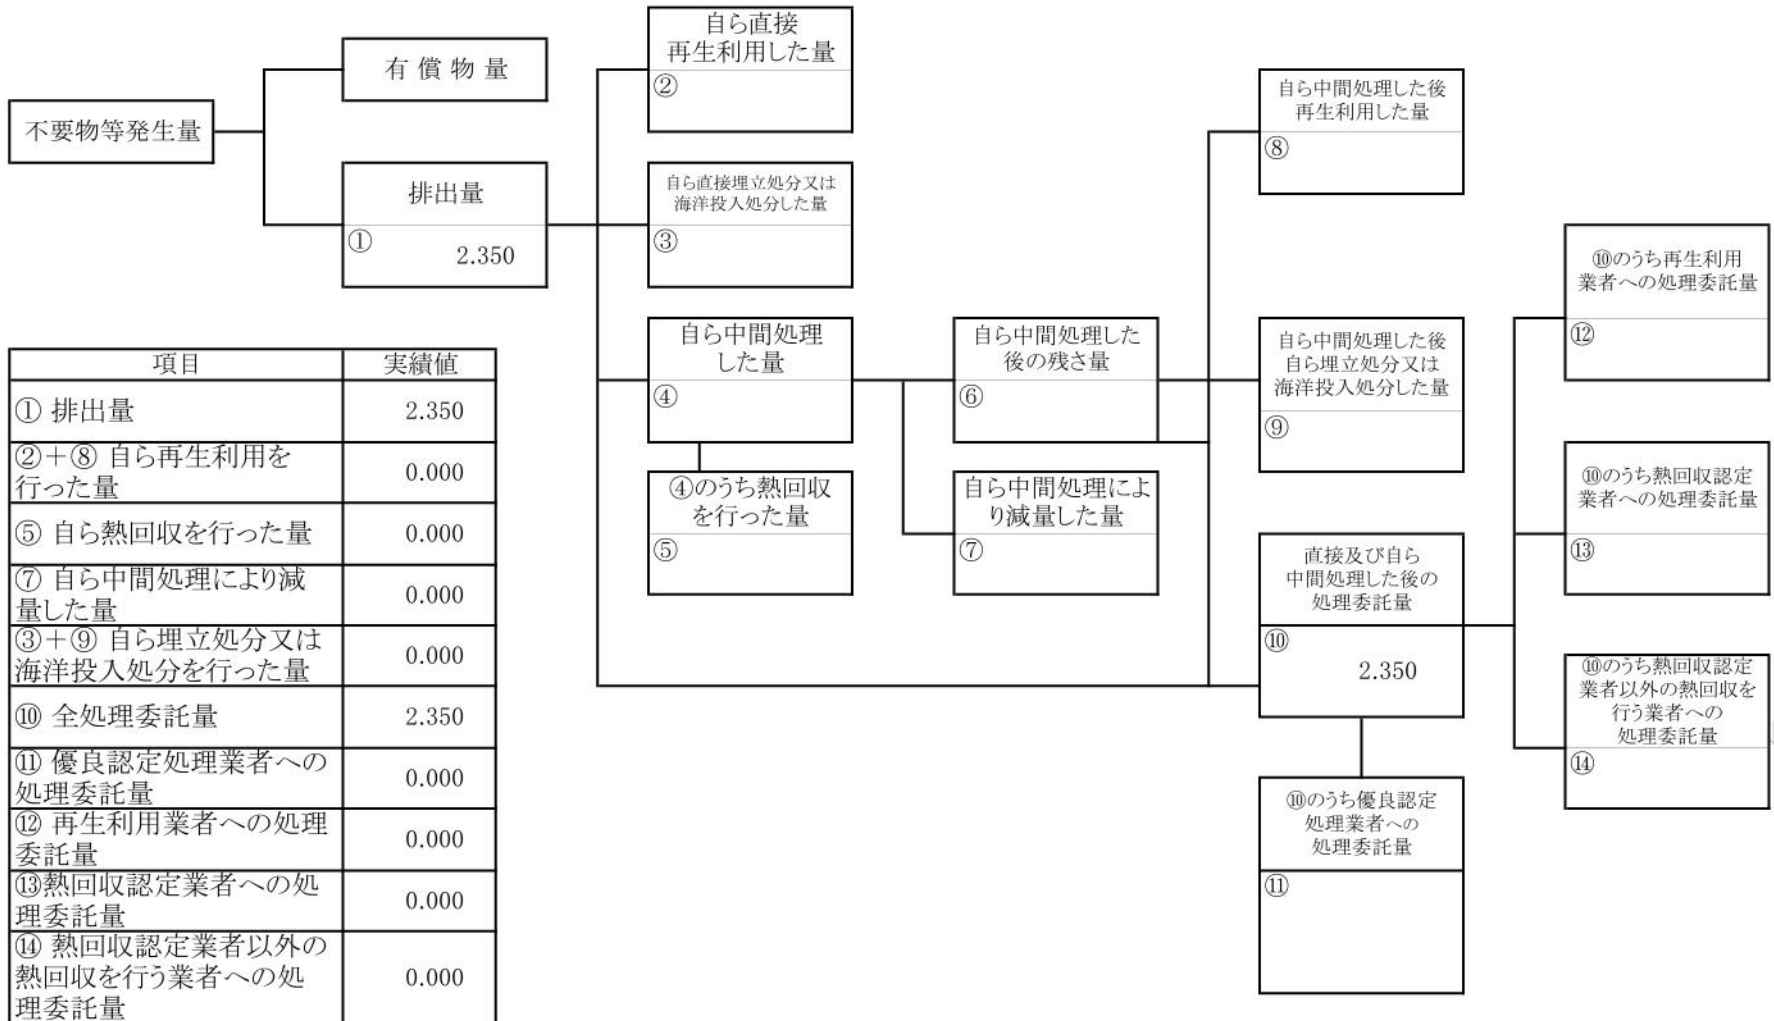 不要物等発生量
有償物量
排出量
①
2.350
自ら直接
再生利用した量
②
自ら直接埋立処分又は
海洋投入処分した量
③
自ら中間処理
した量
④
④のうち熱回収
を行った量
⑤
自ら中間処理した
後の残さ量
⑥
自ら中間処理によ
り減量した量
⑦
自ら中間処理した後
再生利用した量
⑧
自ら中間処理した後
自ら埋立処分又は
海洋投入処分した量
⑨
直接及び自ら
中間処理した後の
処理委託量
⑩
2.350
⑩のうち優良認定
処理業者への
処理委託量
⑪
⑩のうち再生利用
業者への処理委託量
⑫
⑩のうち熱回収認定
業者への処理委託量
⑬
⑩のうち熱回収認定
業者以外の熱回収を
行う業者への
処理委託量
⑭
項目 実績値
① 排出量 2.350
②+⑧ 自ら再生利用を
行った量 0.000
⑤ 自ら熱回収を行った量 0.000
⑦ 自ら中間処理により減
量した量 0.000
③+⑨ 自ら埋立処分又は
海洋投入処分を行った量 0.000
⑩ 全処理委託量 2.350
⑪ 優良認定処理業者への
処理委託量 0.000
⑫ 再生利用業者への処理
委託量 0.000
⑬熱回収認定業者への処
理委託量 0.000
⑭ 熱回収認定業者以外の
熱回収を行う業者への処
理委託量 0.000